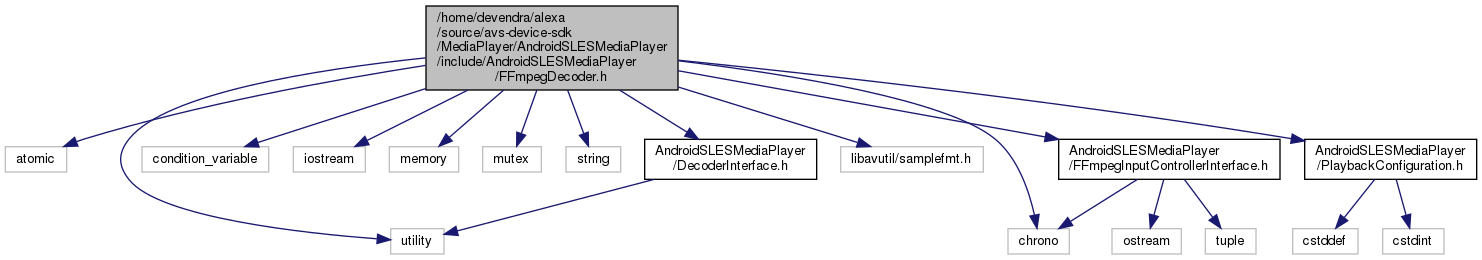 /home/devendra/alexa
/source/avs-device-sdk
/MediaPlayer/AndroidSLESMediaPlayer
/include/AndroidSLESMediaPlayer
/FFmpegDecoder.h
atomic
condition_variable
iostream
memory
mutex
string
AndroidSLESMediaPlayer
/DecoderInterface.h
libavutil/samplefmt.h
AndroidSLESMediaPlayer
/FFmpegInputControllerInterface.h
AndroidSLESMediaPlayer
/PlaybackConfiguration.h
utility
chrono
ostream
tuple
cstddef
cstdint